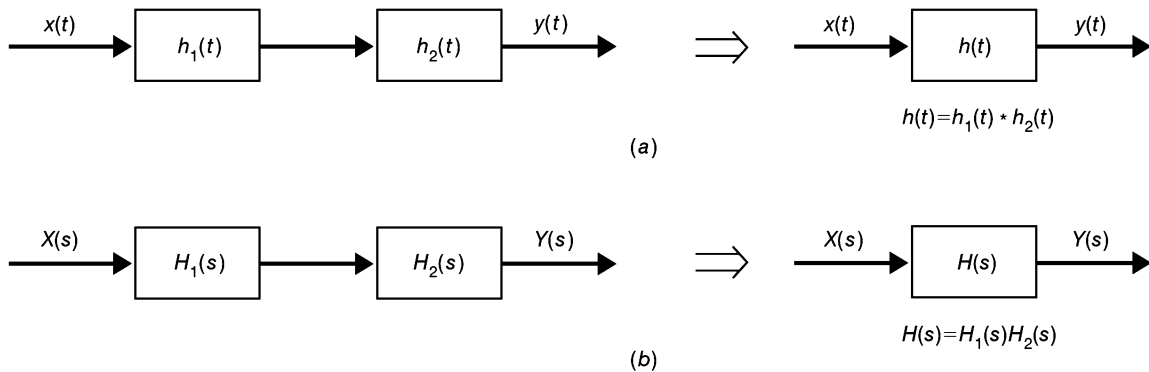 x(t) h₁(t) h₂(t) y(t) ⇒ x(t) h(t) y(t)
h(t)=h₁(t) * h₂(t)
(a)
X(s) H₁(s) H₂(s) Y(s) ⇒ X(s) H(s) Y(s)
H(s)=H₁(s)H₂(s)
(b)